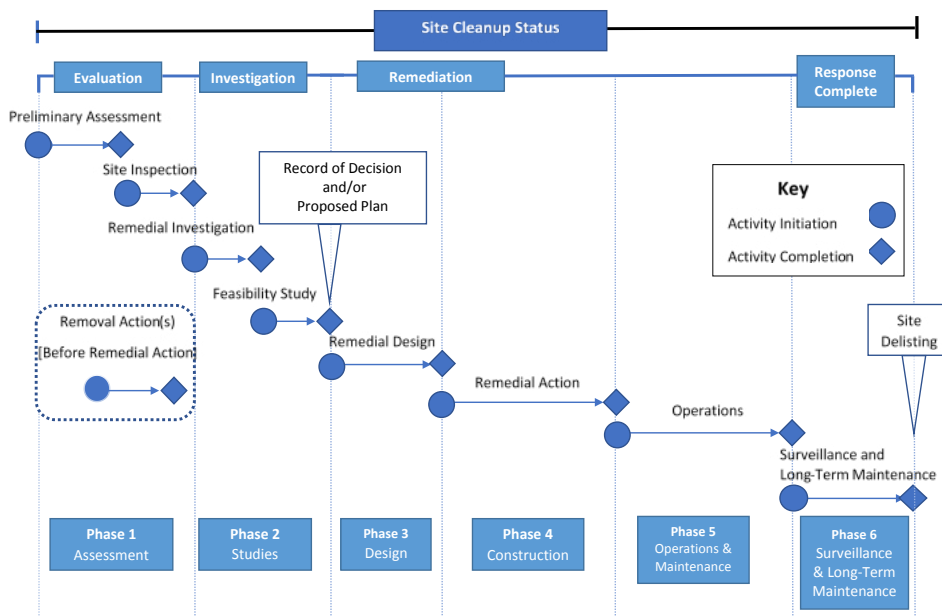 Site Cleanup Status
Evaluation
Investigation
Remediation
Response
Complete
Preliminary Assessment
Site Inspection
Record of Decision
and/or
Proposed Plan
Key
Activity Initiation
Activity Completion
Remedial Investigation
Feasibility Study
Removal Action(s)
[Before Remedial Action]
Remedial Design
Site
Delisting
Remedial Action
Operations
Surveillance and
Long-Term Maintenance
Phase 1
Assessment
Phase 2
Studies
Phase 3
Design
Phase 4
Construction
Phase 5
Operations &
Maintenance
Phase 6
Surveillance
& Long-Term
Maintenance